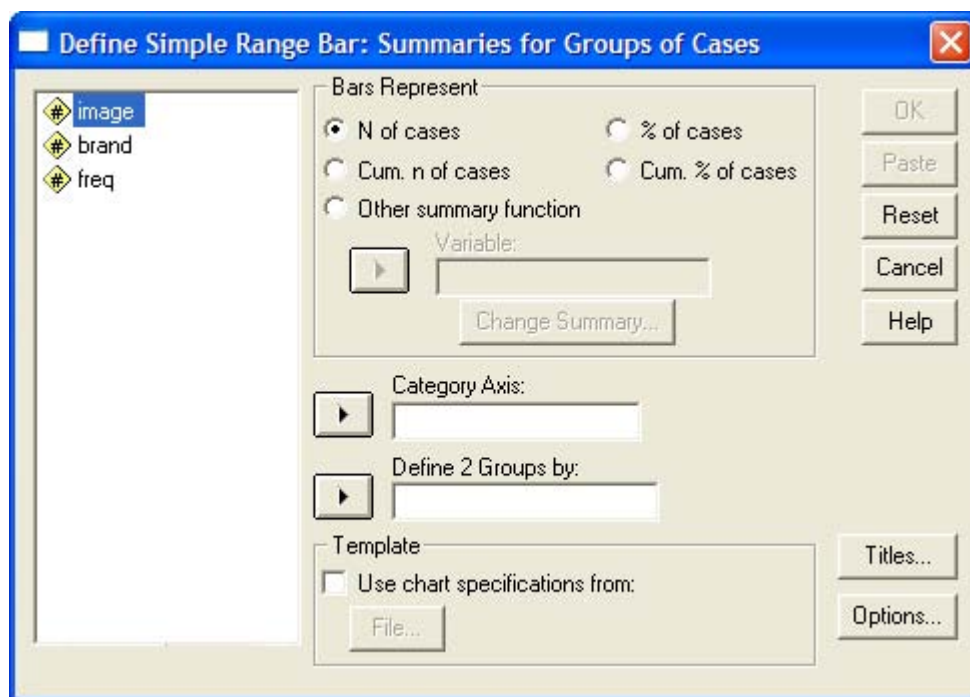 Define Simple Range Bar: Summaries for Groups of Cases
image
brand
freq
Bars Represent
N of cases
% of cases
Cum. n of cases
Cum. % of cases
Other summary function
Variable:
Change Summary...
Category Axis:
Define 2 Groups by:
Template
Use chart specifications from:
File...
OK
Paste
Reset
Cancel
Help
Titles...
Options...